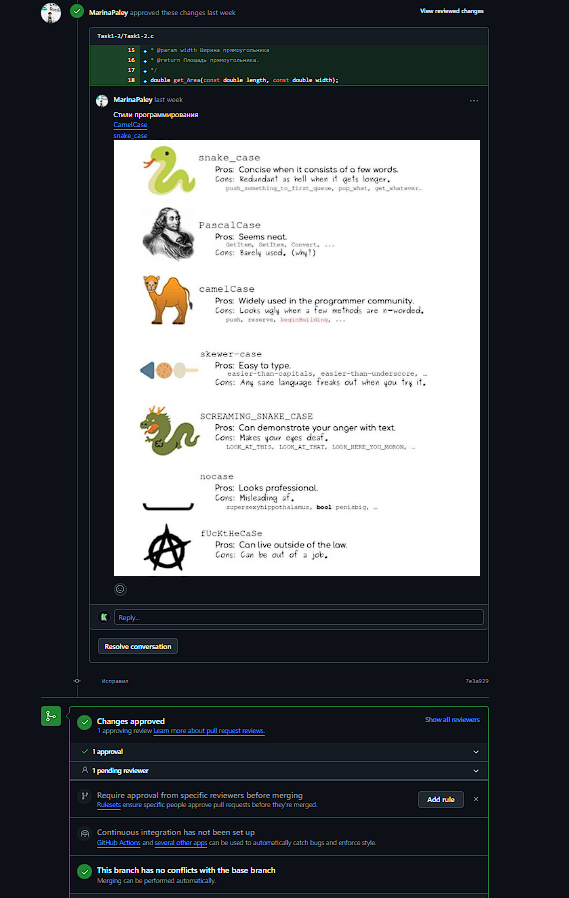 MarinaPaley approved these changes last week
View reviewed changes
Task1-2/Task1-2.c
15 + * @param width Ширина прямоугольника
16 + * @return Площадь прямоугольника.
17 + */
18 + double get_Area(const double length, const double width);
MarinaPaley last week
Стили программирования
CamelCase
snake_case
snake_case
Pros: Concise when it consists of a few words.
Cons: Redundant as hell when it gets longer.
push_something_to_first_queue, pop_what, get_whatever…
PascalCase
Pros: Seems neat.
GetItem, SetItem, Convert, ...
Cons: Barely used. (why?)
camelCase
Pros: Widely used in the programmer community.
Cons: Looks ugly when a few methods are n-worded.
push, reserve, beginBuilding, ...
skewer-case
Pros: Easy to type.
easier-than-capitals, easier-than-underscore, …
Cons: Any sane language freaks out when you try it.
SCREAMING_SNAKE_CASE
Pros: Can demonstrate your anger with text.
Cons: Makes your eyes deaf.
LOOK_AT_THIS, LOOK_AT_THAT, LOOK_HERE_YOU_MORON, …
nocase
Pros: Looks professional.
Cons: Misleading af.
supersexyhippothalamus, bool penisbig, …
fUcKtHeCaSe
Pros: Can live outside of the law.
Cons: Can be out of a job.
Reply...
Resolve conversation
Исправил
7e3a929
Changes approved
Show all reviewers
1 approving review Learn more about pull request reviews.
1 approval
1 pending reviewer
Require approval from specific reviewers before merging
Rulesets ensure specific people approve pull requests before they're merged.
Add rule
Continuous integration has not been set up
GitHub Actions and several other apps can be used to automatically catch bugs and enforce style.
This branch has no conflicts with the base branch
Merging can be performed automatically.